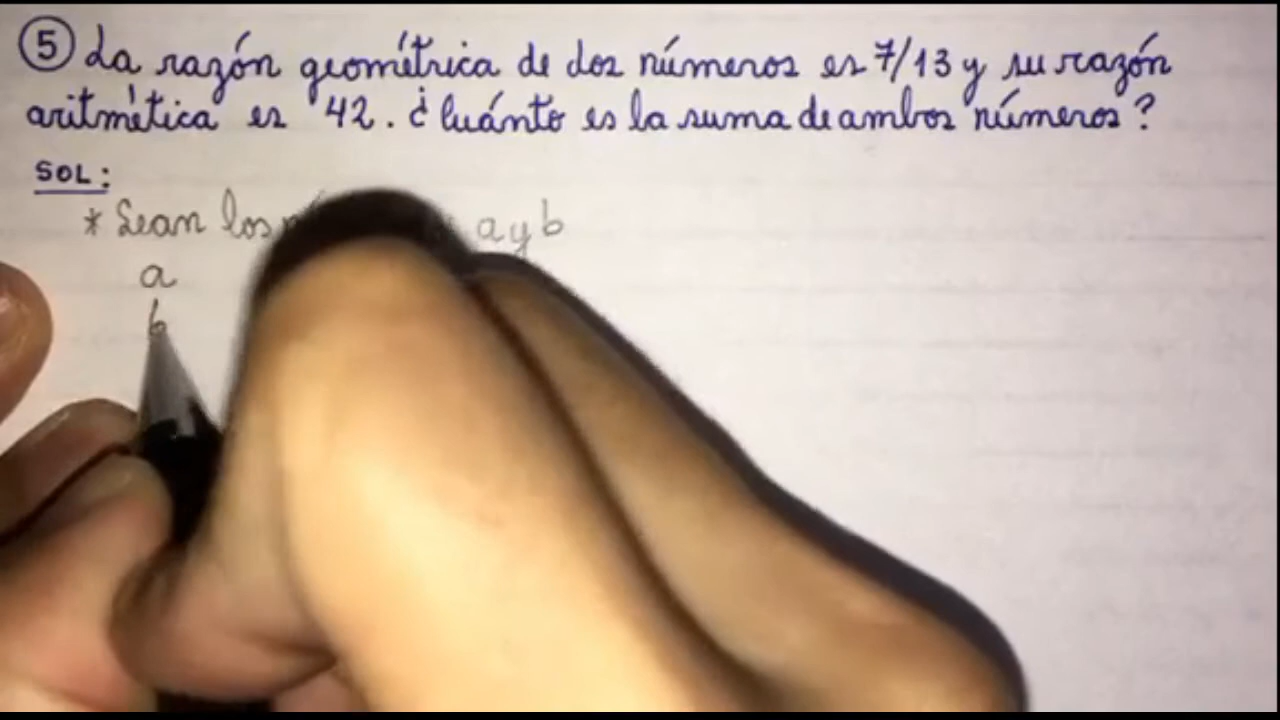 5 La razón geométrica de dos números es 7/13 y su razón
aritmética es 42. ¿Cuánto es la suma de ambos números?
SOL:
* Sean los a y b
a
b